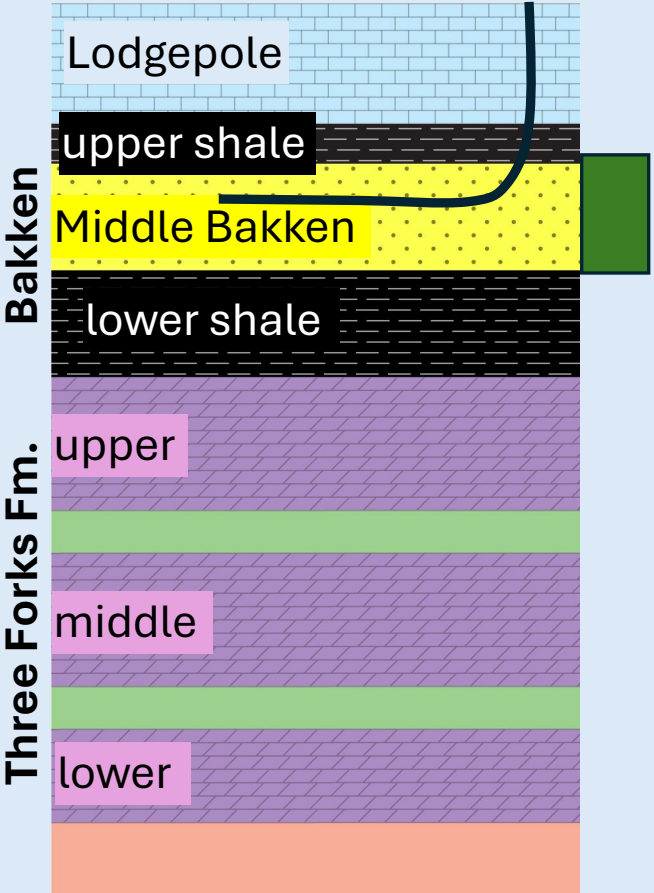 Lodgepole
upper shale
Middle Bakken
lower shale
Bakken
upper
middle
lower
Three Forks Fm.